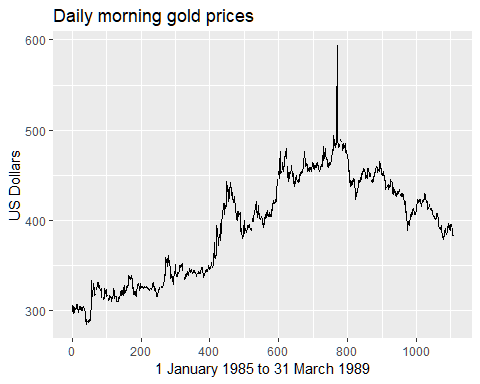 Daily morning gold prices
US Dollars
600
500
400
300
0 200 400 600 800 1000
1 January 1985 to 31 March 1989